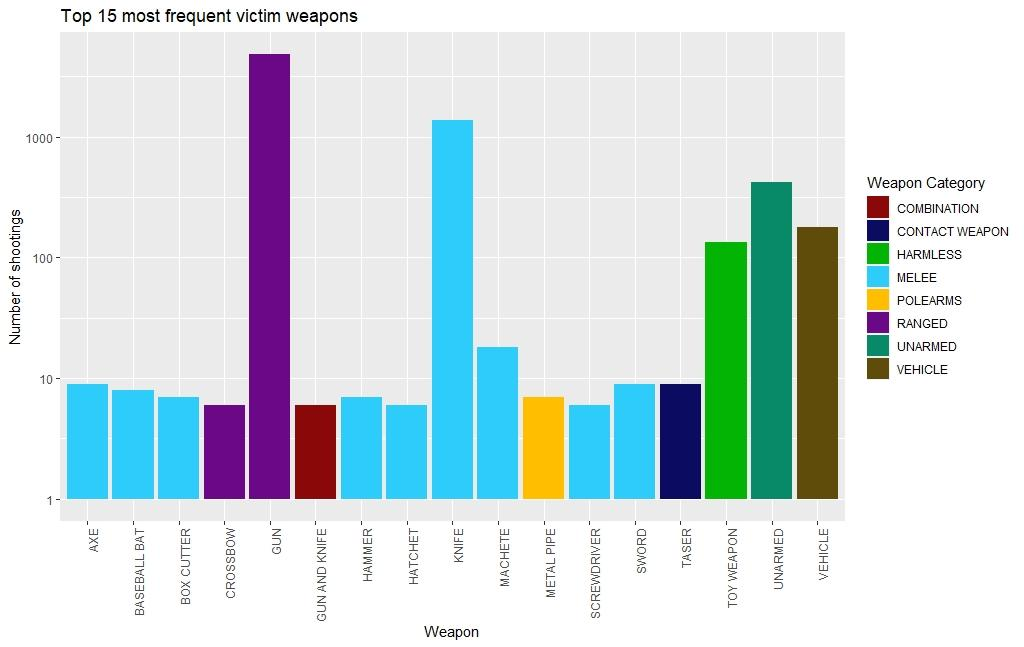 Top 15 most frequent victim weapons
Number of shootings
1000
100
10
1
AXE
BASEBALL BAT
BOX CUTTER
CROSSBOW
GUN
GUN AND KNIFE
HAMMER
HATCHET
KNIFE
MACHETE
METAL PIPE
SCREWDRIVER
SWORD
TASER
TOY WEAPON
UNARMED
VEHICLE
Weapon
Weapon Category
COMBINATION
CONTACT WEAPON
HARMLESS
MELEE
POLEARMS
RANGED
UNARMED
VEHICLE